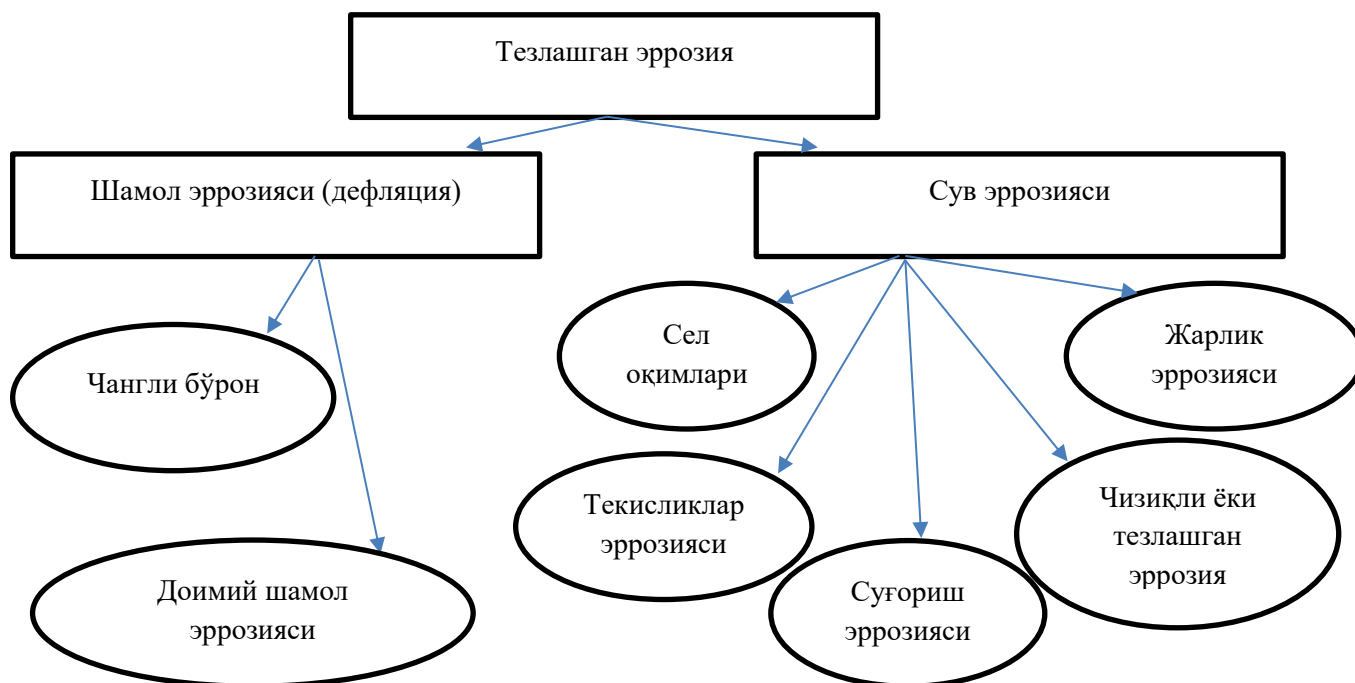 Тезлашган эррозия
Шамол эррозияси (дефляция)
Сув эррозияси
Сел
оқимлари
Жарлик
эррозияси
Чангли бўрон
Текисликлар
эррозияси
Чизиқли ёки
тезлашган
эррозия
Доимий шамол
эррозияси
Суғориш
эррозияси